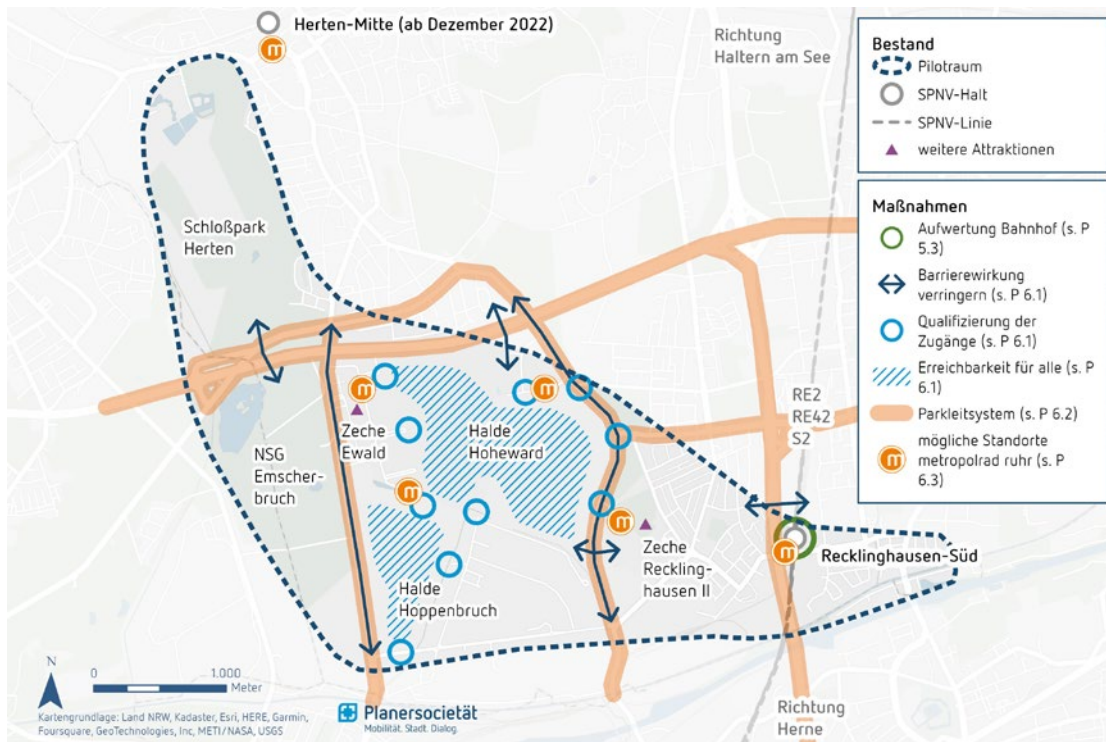 Herten-Mitte (ab Dezember 2022)
Richtung
Haltern am See
Schloßpark
Herten
NSG
Emscher-
bruch
Zeche
Ewald
Halde
Hoheward
Halde
Hoppenbruch
Zeche
Reckling-
hausen II
RE2
RE42
S2
Recklinghausen-Süd
Richtung
Herne
Bestand
Pilotraum
SPNV-Halt
SPNV-Linie
weitere Attraktionen
Maßnahmen
Aufwertung Bahnhof (s. P
5.3)
Barrierewirkung
verringern (s. P 6.1)
Qualifizierung der
Zugänge (s. P 6.1)
Erreichbarkeit für alle (s. P
6.1)
Parkleitsystem (s. P 6.2)
mögliche Standorte
metropolrad ruhr (s. P
6.3)
N
0 1.000
Meter
Kartengrundlage: Land NRW, Kadaster, Esri, HERE, Garmin,
Foursquare, GeoTechnologies, Inc, METI/NASA, USGS
Planersocietät
Mobilität. Stadt. Dialog.